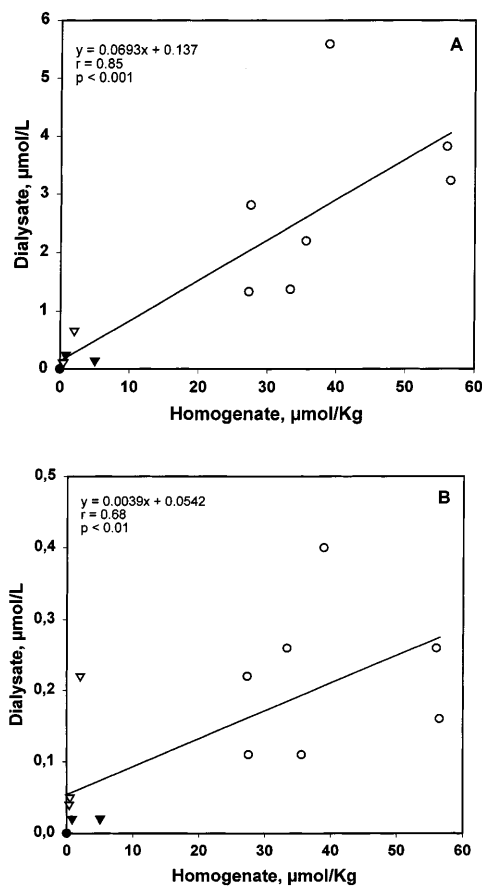 6
y = 0.0693x + 0.137
A
r = 0.85
p < 0.001
5
4
3
2
1
0
Dialysate, µmol/L
0 10 20 30 40 50 60
Homogenate, µmol/Kg
0,5
y = 0.0039x + 0.0542
B
r = 0.68
p < 0.01
0,4
0,3
0,2
0,1
0,0
Dialysate, µmol/L
0 10 20 30 40 50 60
Homogenate, µmol/Kg